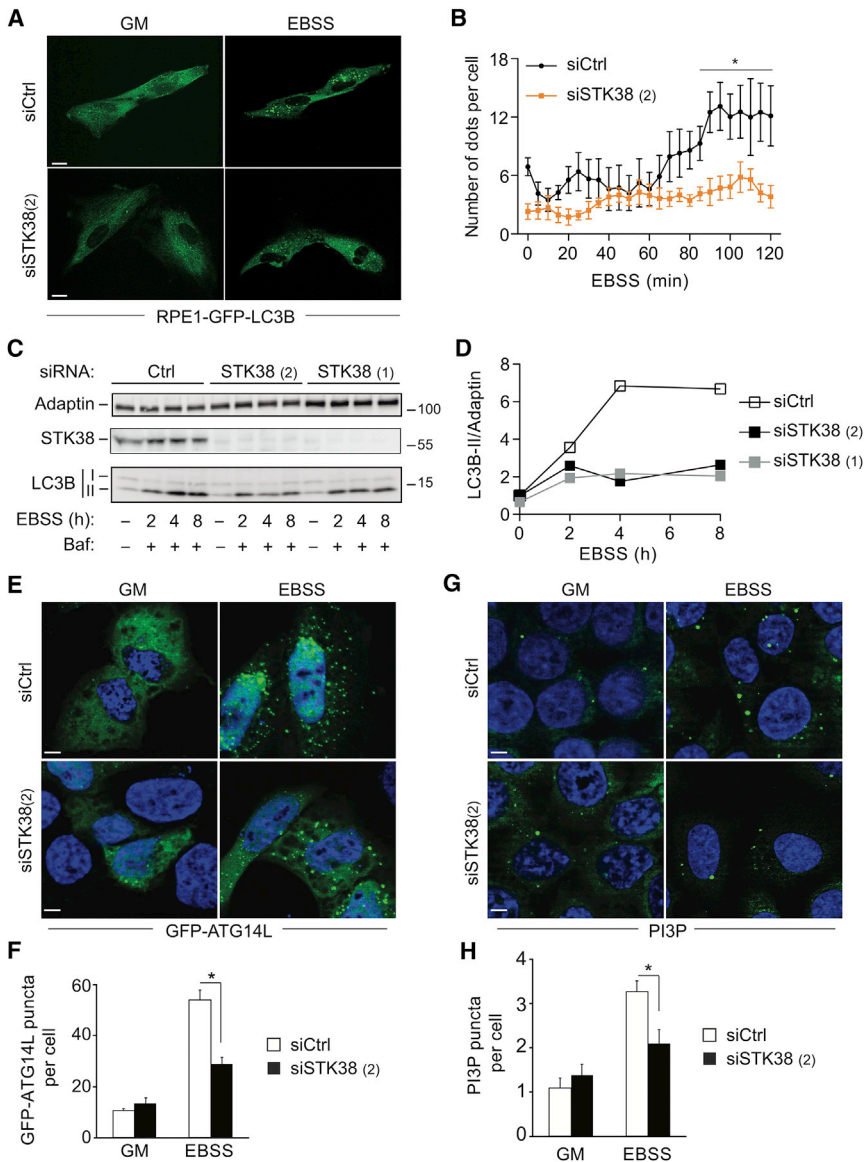 A
GM
EBSS
siCtrl
siSTK38(2)
RPE1-GFP-LC3B
B
Number of dots per cell
18
12
6
0
*
siCtrl
siSTK38 (2)
0 20 40 60 80 100 120
EBSS (min)
C
siRNA: Ctrl STK38 (2) STK38 (1)
Adaptin – –100
STK38 – –55
LC3B I – –15
II –
EBSS (h): – 2 4 8 – 2 4 8 – 2 4 8
Baf: – + + + – + + + – + + +
D
LC3B-II/Adaptin
8
6
4
2
0
0 2 4 8
EBSS (h)
siCtrl
siSTK38 (2)
siSTK38 (1)
E
GM
EBSS
siCtrl
siSTK38(2)
GFP-ATG14L
G
GM
EBSS
siCtrl
siSTK38(2)
PI3P
F
GFP-ATG14L puncta
per cell
60
40
20
0
*
GM EBSS
siCtrl
siSTK38 (2)
H
PI3P puncta
per cell
4
3
2
1
0
*
GM EBSS
siCtrl
siSTK38 (2)